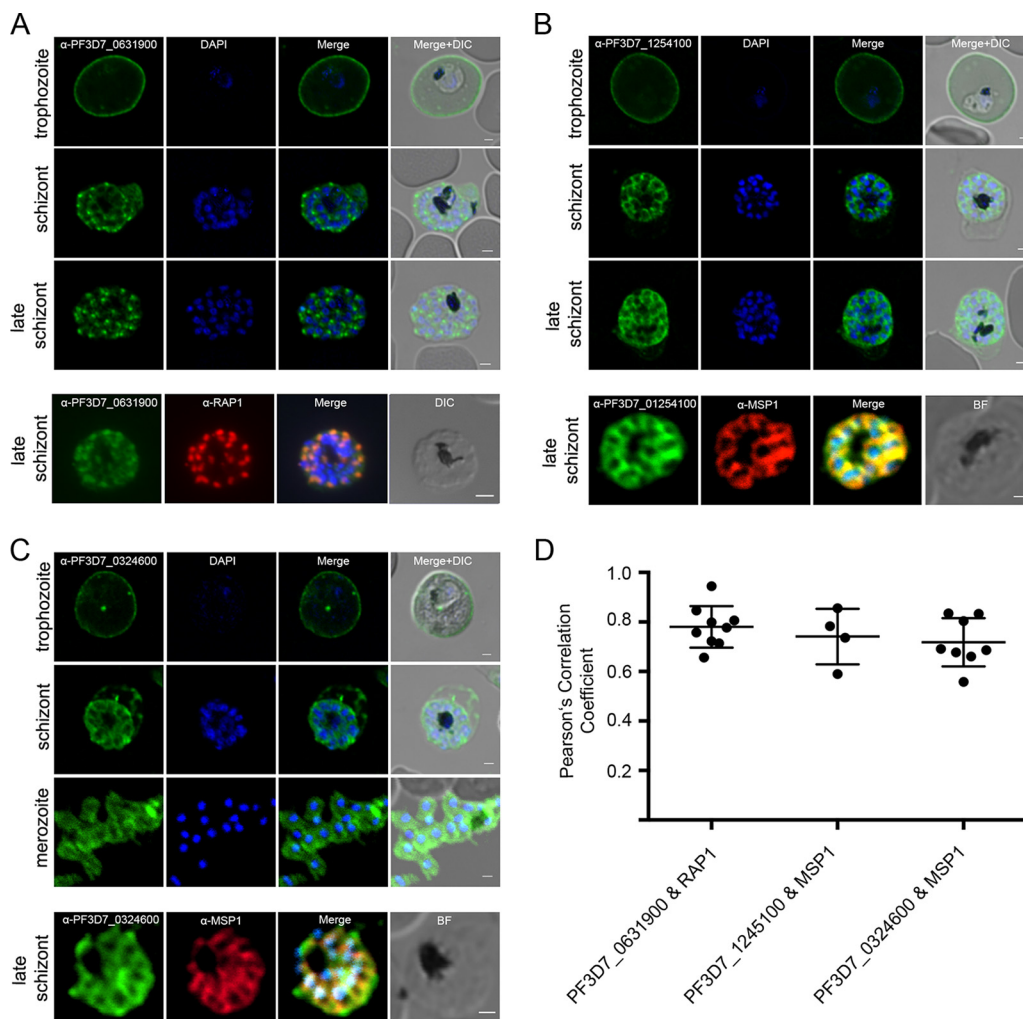 A
α-PF3D7_0631900 DAPI Merge Merge+DIC
trophozoite
schizont
late
schizont
α-PF3D7_0631900 α-RAP1 Merge DIC
late
schizont
B
α-PF3D7_1254100 DAPI Merge Merge+DIC
trophozoite
schizont
late
schizont
α-PF3D7_01254100 α-MSP1 Merge BF
late
schizont
C
α-PF3D7_0324600 DAPI Merge Merge+DIC
trophozoite
schizont
merozoite
α-PF3D7_0324600 α-MSP1 Merge BF
late
schizont
D
Pearson's Correlation
Coefficient
1.0
0.8
0.6
0.4
0.2
PF3D7_0631900 & RAP1
PF3D7_1245100 & MSP1
PF3D7_0324600 & MSP1